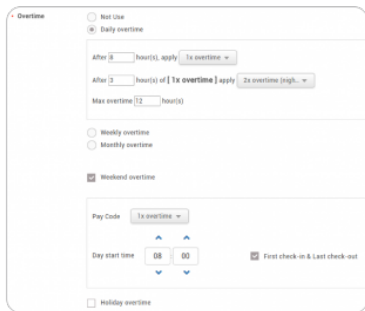 • Overtime
Not Use
Daily overtime
After 8 hour(s), apply 1x overtime
After 3 hour(s) of [ 1x overtime ] apply 2x overtime (nigh..
Max overtime 12 hour(s)
Weekly overtime
Monthly overtime
Weekend overtime
Pay Code 1x overtime
Day start time 08 00 First check-in & Last check-out
Holiday overtime